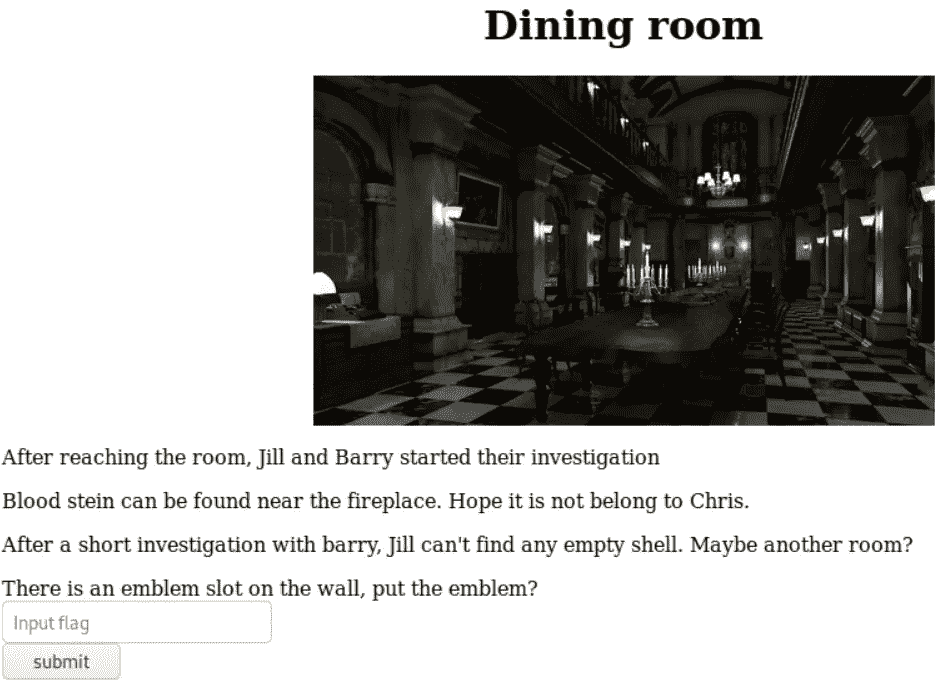 Dining room
After reaching the room, Jill and Barry started their investigation
Blood stein can be found near the fireplace. Hope it is not belong to Chris.
After a short investigation with barry, Jill can't find any empty shell. Maybe another room?
There is an emblem slot on the wall, put the emblem?
Input flag
submit